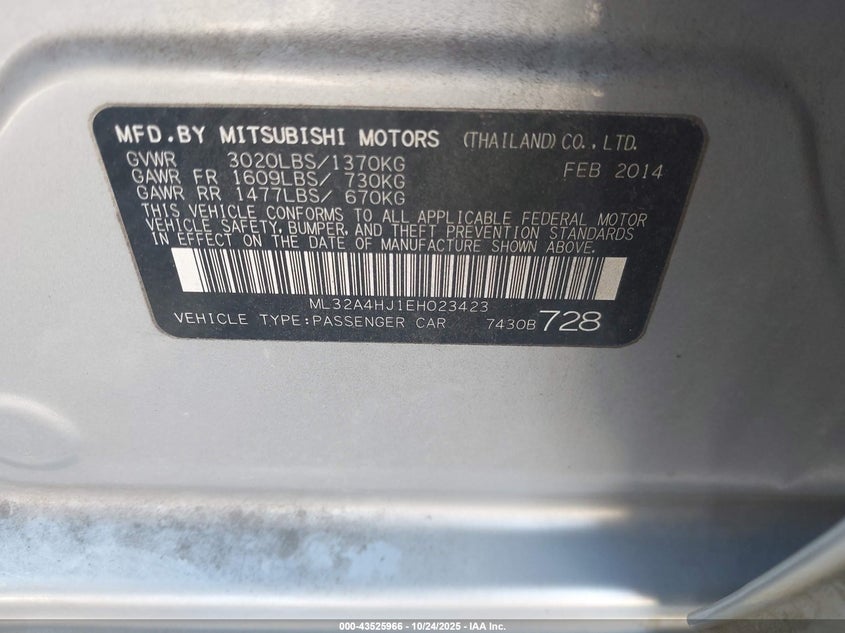 MFD.BY MITSUBISHI MOTORS (THAILAND)CO.,LTD.
GVWR 3020LBS/1370KG FEB 2014
GAWR FR 1609LBS/ 730KG
GAWR RR 1477LBS/ 670KG
THIS VEHICLE CONFORMS TO ALL APPLICABLE FEDERAL MOTOR
VEHICLE SAFETY, BUMPER, AND THEFT PREVENTION STANDARDS
IN EFFECT ON THE DATE OF MANUFACTURE SHOWN ABOVE.
ML32A4HJ1EH023423
VEHICLE TYPE:PASSENGER CAR 7430B 728
000-43525966 - 10/24/2025 - IAA Inc.